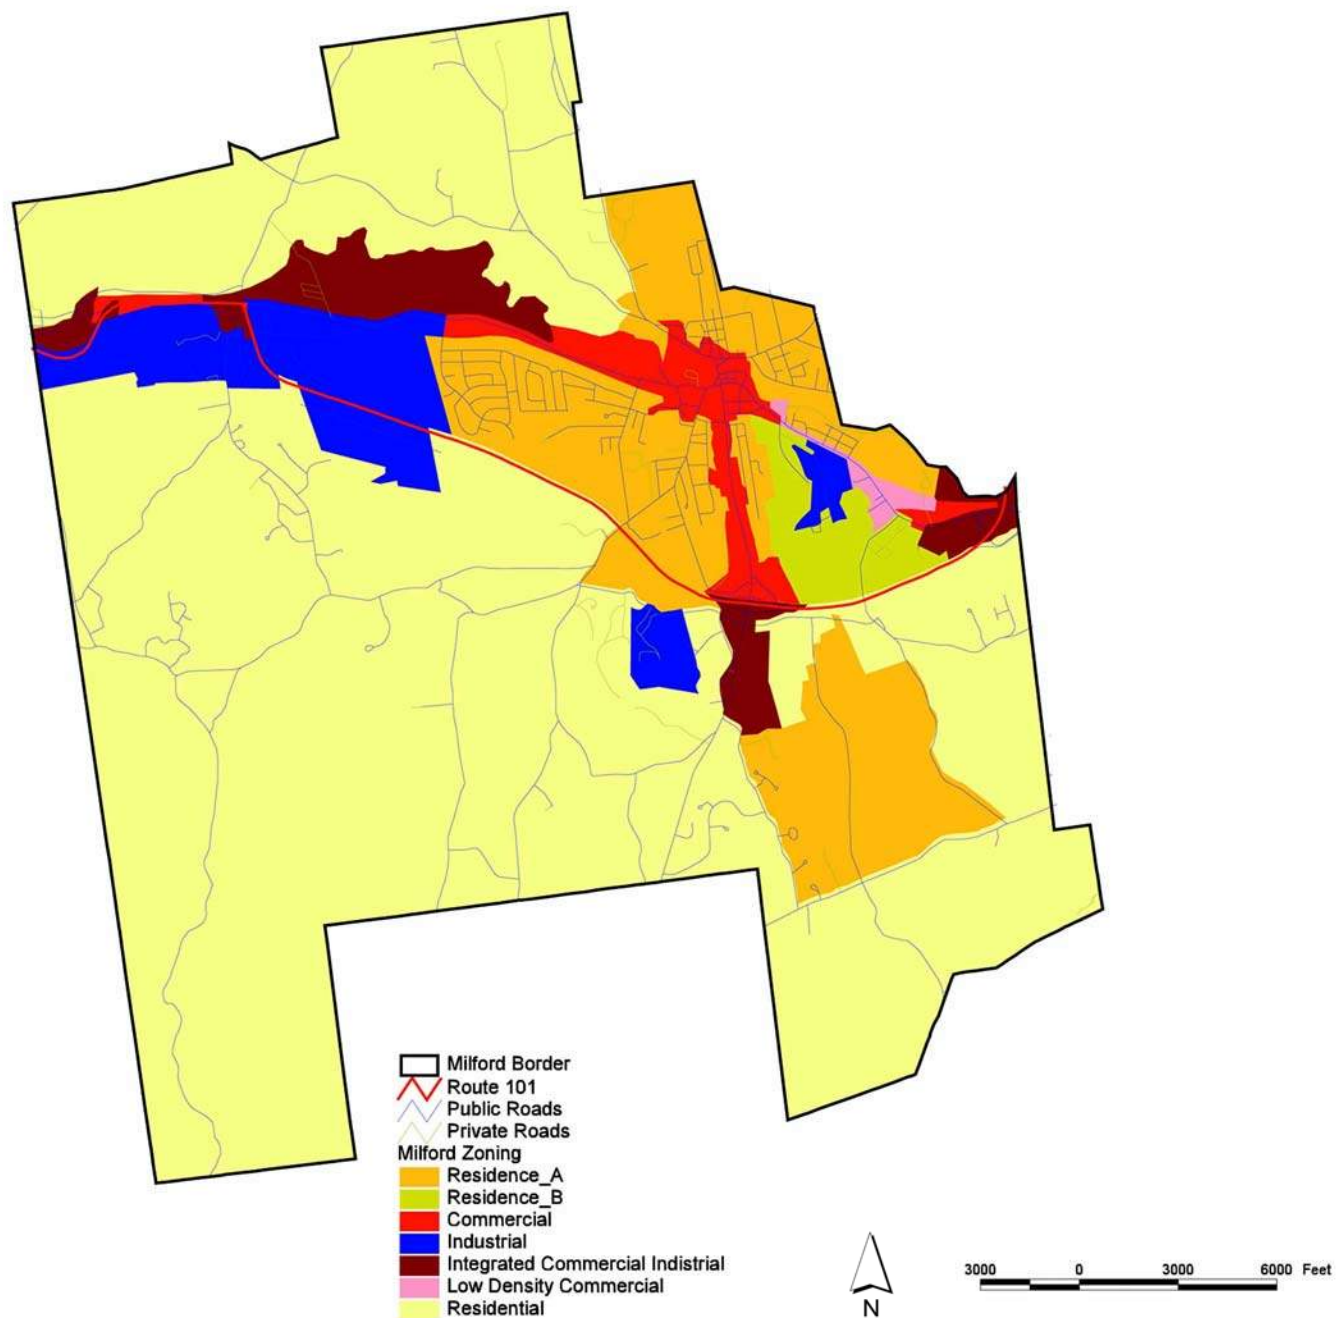 Milford Border
Route 101
Public Roads
Private Roads
Milford Zoning
Residence_A
Residence_B
Commercial
Industrial
Integrated Commercial Indistrial
Low Density Commercial
Residential
N
3000 0 3000 6000 Feet